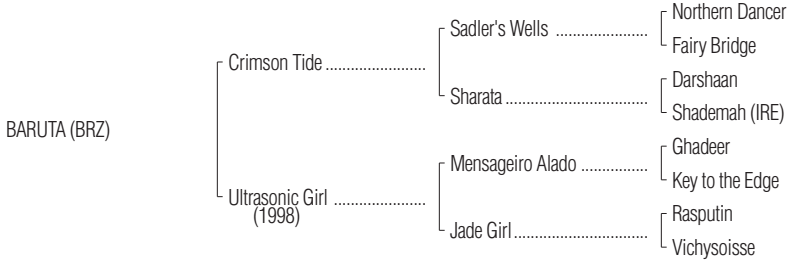 Northern Dancer
Sadler's Wells ......................
Fairy Bridge
Crimson Tide ........................
Darshaan
Sharata ..................................
Shademah (IRE)
BARUTA (BRZ)
Ghadeer
Mensageiro Alado ................
Key to the Edge
Ultrasonic Girl ......................
(1998)
Rasputin
Jade Girl ................................
Vichysoisse